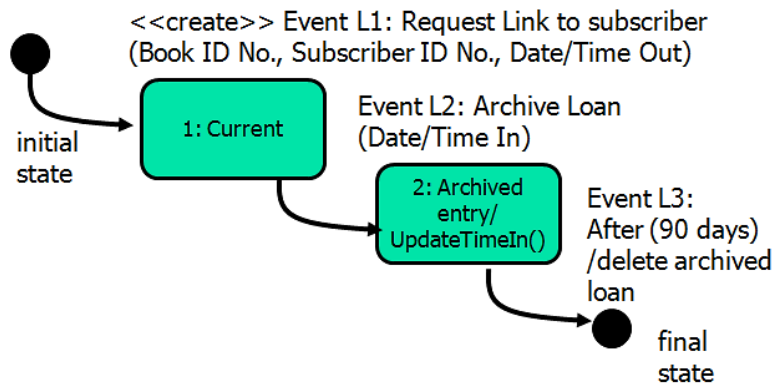 <<create>> Event L1: Request Link to subscriber
(Book ID No., Subscriber ID No., Date/Time Out)
initial
state
1: Current
Event L2: Archive Loan
(Date/Time In)
2: Archived
entry/
UpdateTimeIn()
Event L3:
After (90 days)
/delete archived
loan
final
state